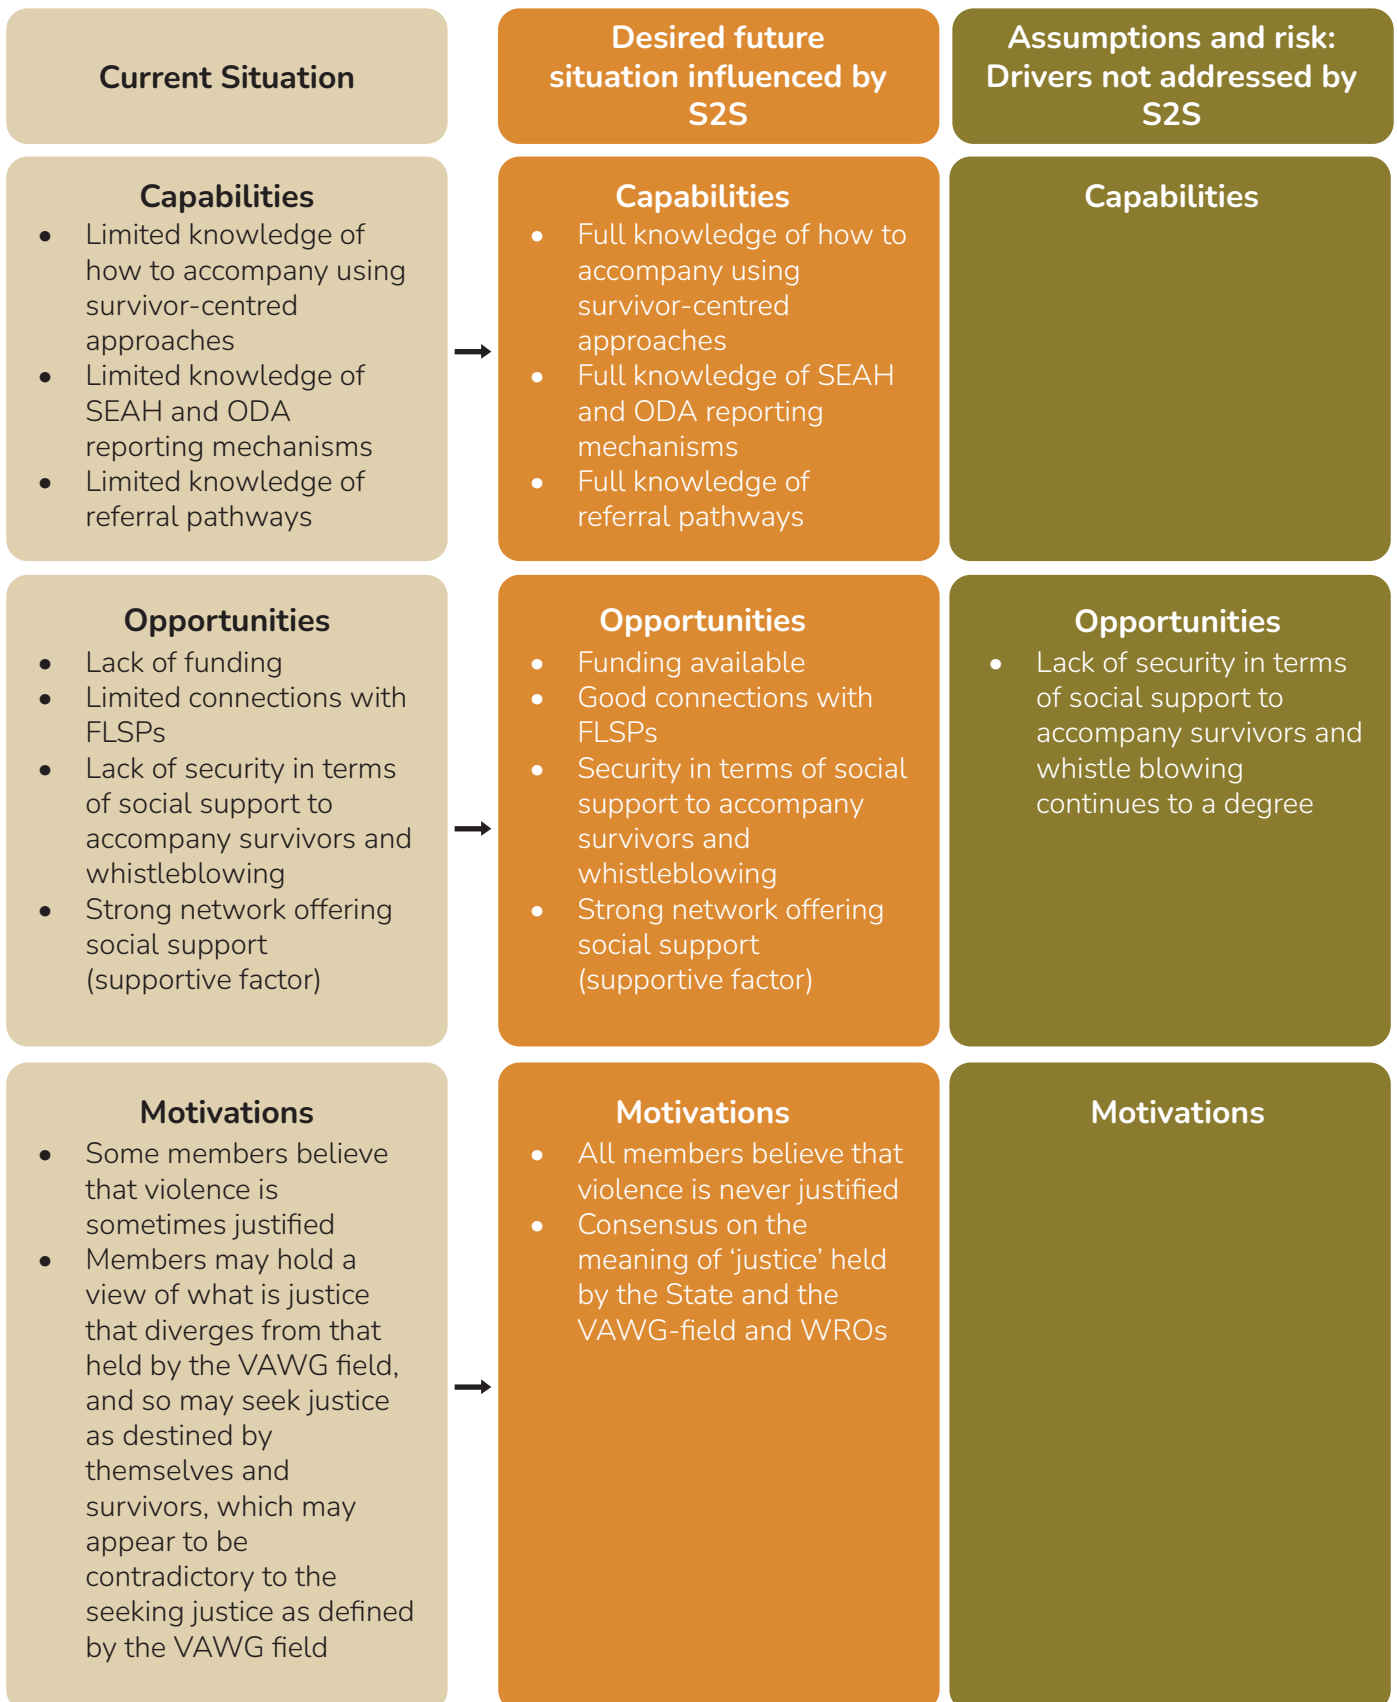 Current Situation
Desired future
situation influenced by
S2S
Assumptions and risk:
Drivers not addressed by
S2S
Capabilities
● Limited knowledge of
how to accompany using
survivor-centred
approaches
● Limited knowledge of
SEAH and ODA
reporting mechanisms
● Limited knowledge of
referral pathways
Capabilities
● Full knowledge of how to
accompany using
survivor-centred
approaches
● Full knowledge of SEAH
and ODA reporting
mechanisms
● Full knowledge of
referral pathways
Capabilities
Opportunities
● Lack of funding
● Limited connections with
FLSPs
● Lack of security in terms
of social support to
accompany survivors and
whistleblowing
● Strong network offering
social support
(supportive factor)
Opportunities
● Funding available
● Good connections with
FLSPs
● Security in terms of social
support to accompany
survivors and
whistleblowing
● Strong network offering
social support
(supportive factor)
Opportunities
● Lack of security in terms
of social support to
accompany survivors and
whistle blowing
continues to a degree
Motivations
● Some members believe
that violence is
sometimes justified
● Members may hold a
view of what is justice
that diverges from that
held by the VAWG field,
and so may seek justice
as destined by
themselves and
survivors, which may
appear to be
contradictory to the
seeking justice as defined
by the VAWG field
Motivations
● All members believe that
violence is never justified
● Consensus on the
meaning of ‘justice’ held
by the State and the
VAWG-field and WROs
Motivations